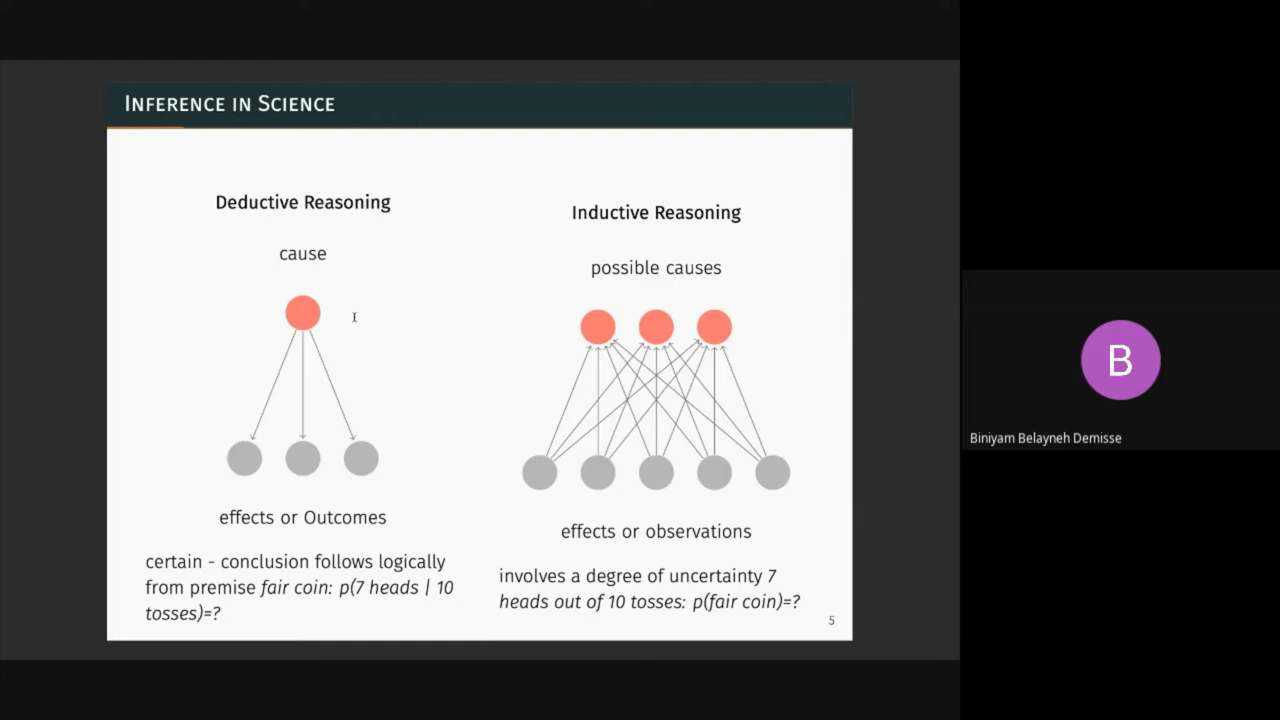 INFERENCE IN SCIENCE
Deductive Reasoning
cause
effects or Outcomes
certain - conclusion follows logically
from premise fair coin: p(7 heads | 10
tosses)=?
Inductive Reasoning
possible causes
effects or observations
involves a degree of uncertainty 7
heads out of 10 tosses: p(fair coin)=?
5
B
Biniyam Belayneh Demisse